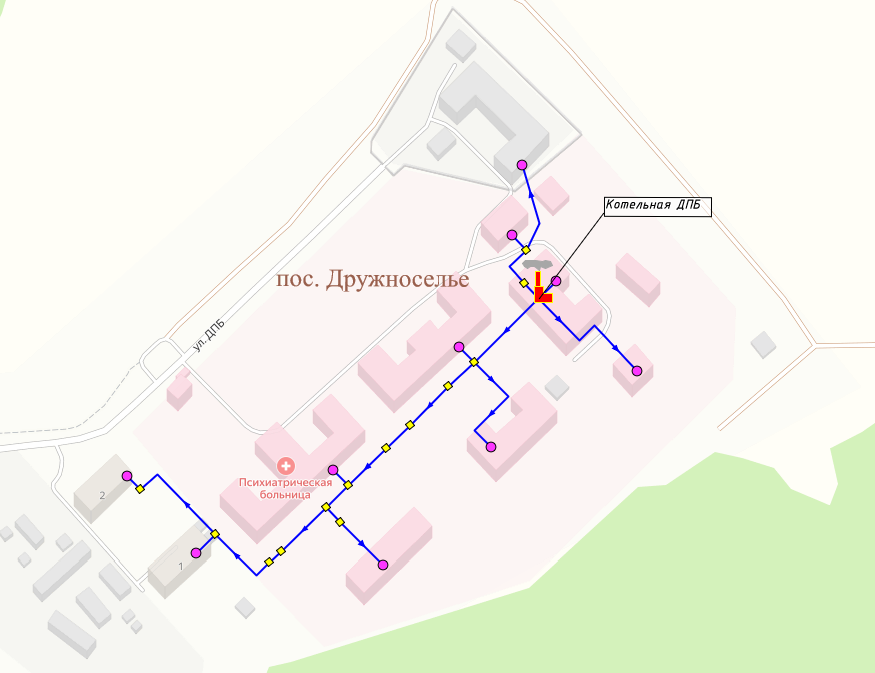 Котельная ДПБ
пос. Дружноселье
ул. ДПБ
Психиатрическая
больница
2
1